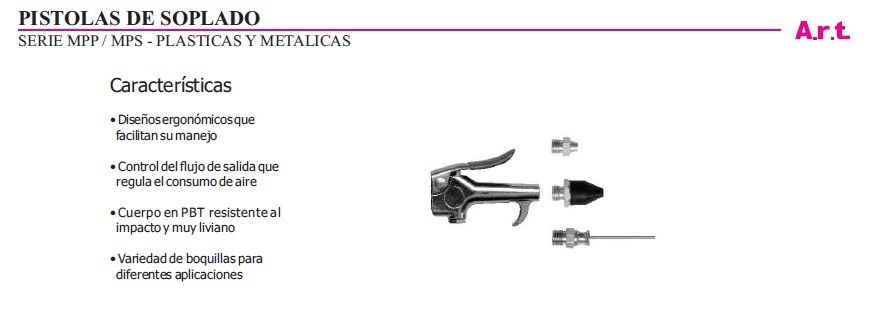 PISTOLAS DE SOPLADO
SERIE MPP / MPS - PLASTICAS Y METALICAS
A.r.t.
Características
• Diseños ergonómicos que
facilitan su manejo
• Control del flujo de salida que
regula el consumo de aire
• Cuerpo en PBT resistente al
impacto y muy liviano
• Variedad de boquillas para
diferentes aplicaciones